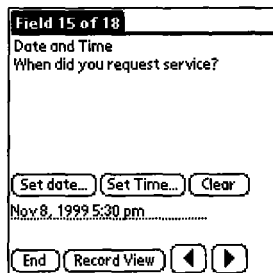 Field 15 of 18
Date and Time
When did you request service?
Set date... Set Time... Clear
Nov 8, 1999 5:30 pm
End Record View